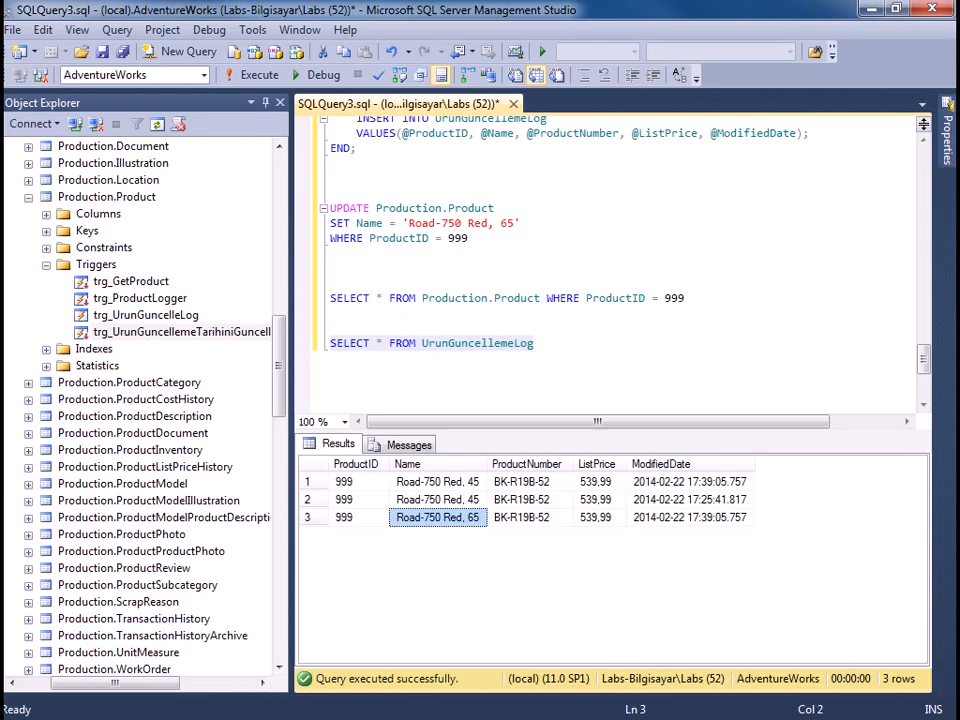 SQLQuery3.sql - (local).AdventureWorks (Labs-Bilgisayar\Labs (52))* - Microsoft SQL Server Management Studio
File Edit View Query Project Debug Tools Window Help
New Query
AdventureWorks Execute Debug
Object Explorer
Connect
Production.Document
Production.Illustration
Production.Location
Production.Product
Columns
Keys
Constraints
Triggers
trg_GetProduct
trg_ProductLogger
trg_UrunGuncelleLog
trg_UrunGuncellemeTarihiniGuncell
Indexes
Statistics
Production.ProductCategory
Production.ProductCostHistory
Production.ProductDescription
Production.ProductDocument
Production.ProductInventory
Production.ProductListPriceHistory
Production.ProductModel
Production.ProductModelIllustration
Production.ProductModelProductDescripti
Production.ProductPhoto
Production.ProductProductPhoto
Production.ProductReview
Production.ProductSubcategory
Production.ScrapReason
Production.TransactionHistory
Production.TransactionHistoryArchive
Production.UnitMeasure
Production.WorkOrder
SQLQuery3.sql - (lo...ilgisayar\Labs (52))*
INSERT INTO UrunGuncellemeLog
VALUES(@ProductID, @Name, @ProductNumber, @ListPrice, @ModifiedDate);
END;
UPDATE Production.Product
SET Name = 'Road-750 Red, 65'
WHERE ProductID = 999
SELECT * FROM Production.Product WHERE ProductID = 999
SELECT * FROM UrunGuncellemeLog
100 %
Results Messages
ProductID Name ProductNumber ListPrice ModifiedDate
1 999 Road-750 Red, 45 BK-R19B-52 539,99 2014-02-22 17:39:05.757
2 999 Road-750 Red, 45 BK-R19B-52 539,99 2014-02-22 17:25:41.817
3 999 Road-750 Red, 65 BK-R19B-52 539,99 2014-02-22 17:39:05.757
Query executed successfully. (local) (11.0 SP1) Labs-Bilgisayar\Labs (52) AdventureWorks 00:00:00 3 rows
Properties
Ready Ln 3 Col 2 INS